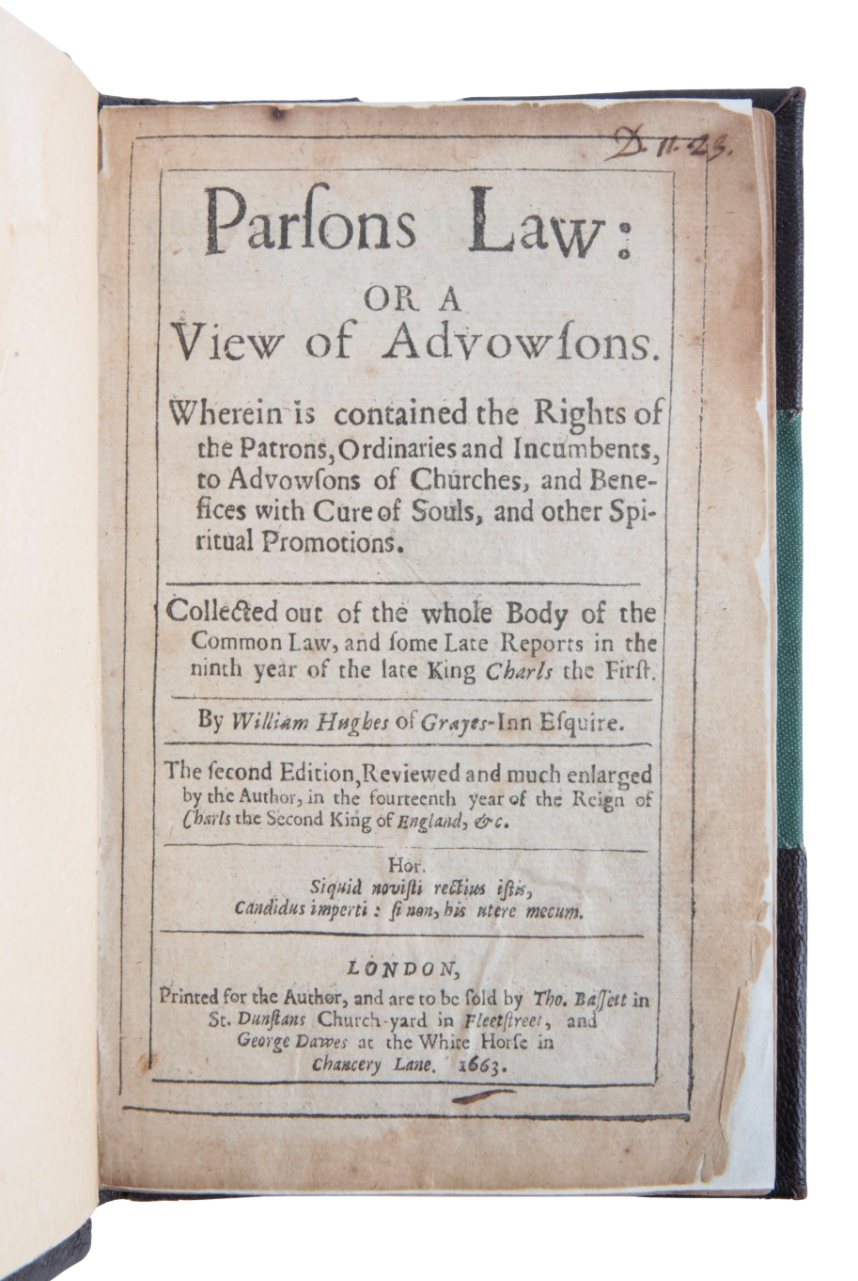 D. 11. 23.
Parſons Law:
OR A
View of Advowſons.
Wherein is contained the Rights of
the Patrons, Ordinaries and Incumbents,
to Advowſons of Churches, and Bene-
fices with Cure of Souls, and other Spi-
ritual Promotions.
Collected out of the whole Body of the
Common Law, and ſome Late Reports in the
ninth year of the late King Charls the Firſt.
By William Hughes of Grayes-Inn Eſquire.
The ſecond Edition, Reviewed and much enlarged
by the Author, in the fourteenth year of the Reign of
Charls the Second King of England, &c.
Hor.
Siquid noviſti rectius iſtis,
Candidus imperti : ſi non, his utere mecum.
LONDON,
Printed for the Author, and are to be ſold by Tho. Baſſett in
St. Dunſtans Church-yard in Fleetſtreet, and
George Dawes at the White Horſe in
Chancery Lane. 1663.